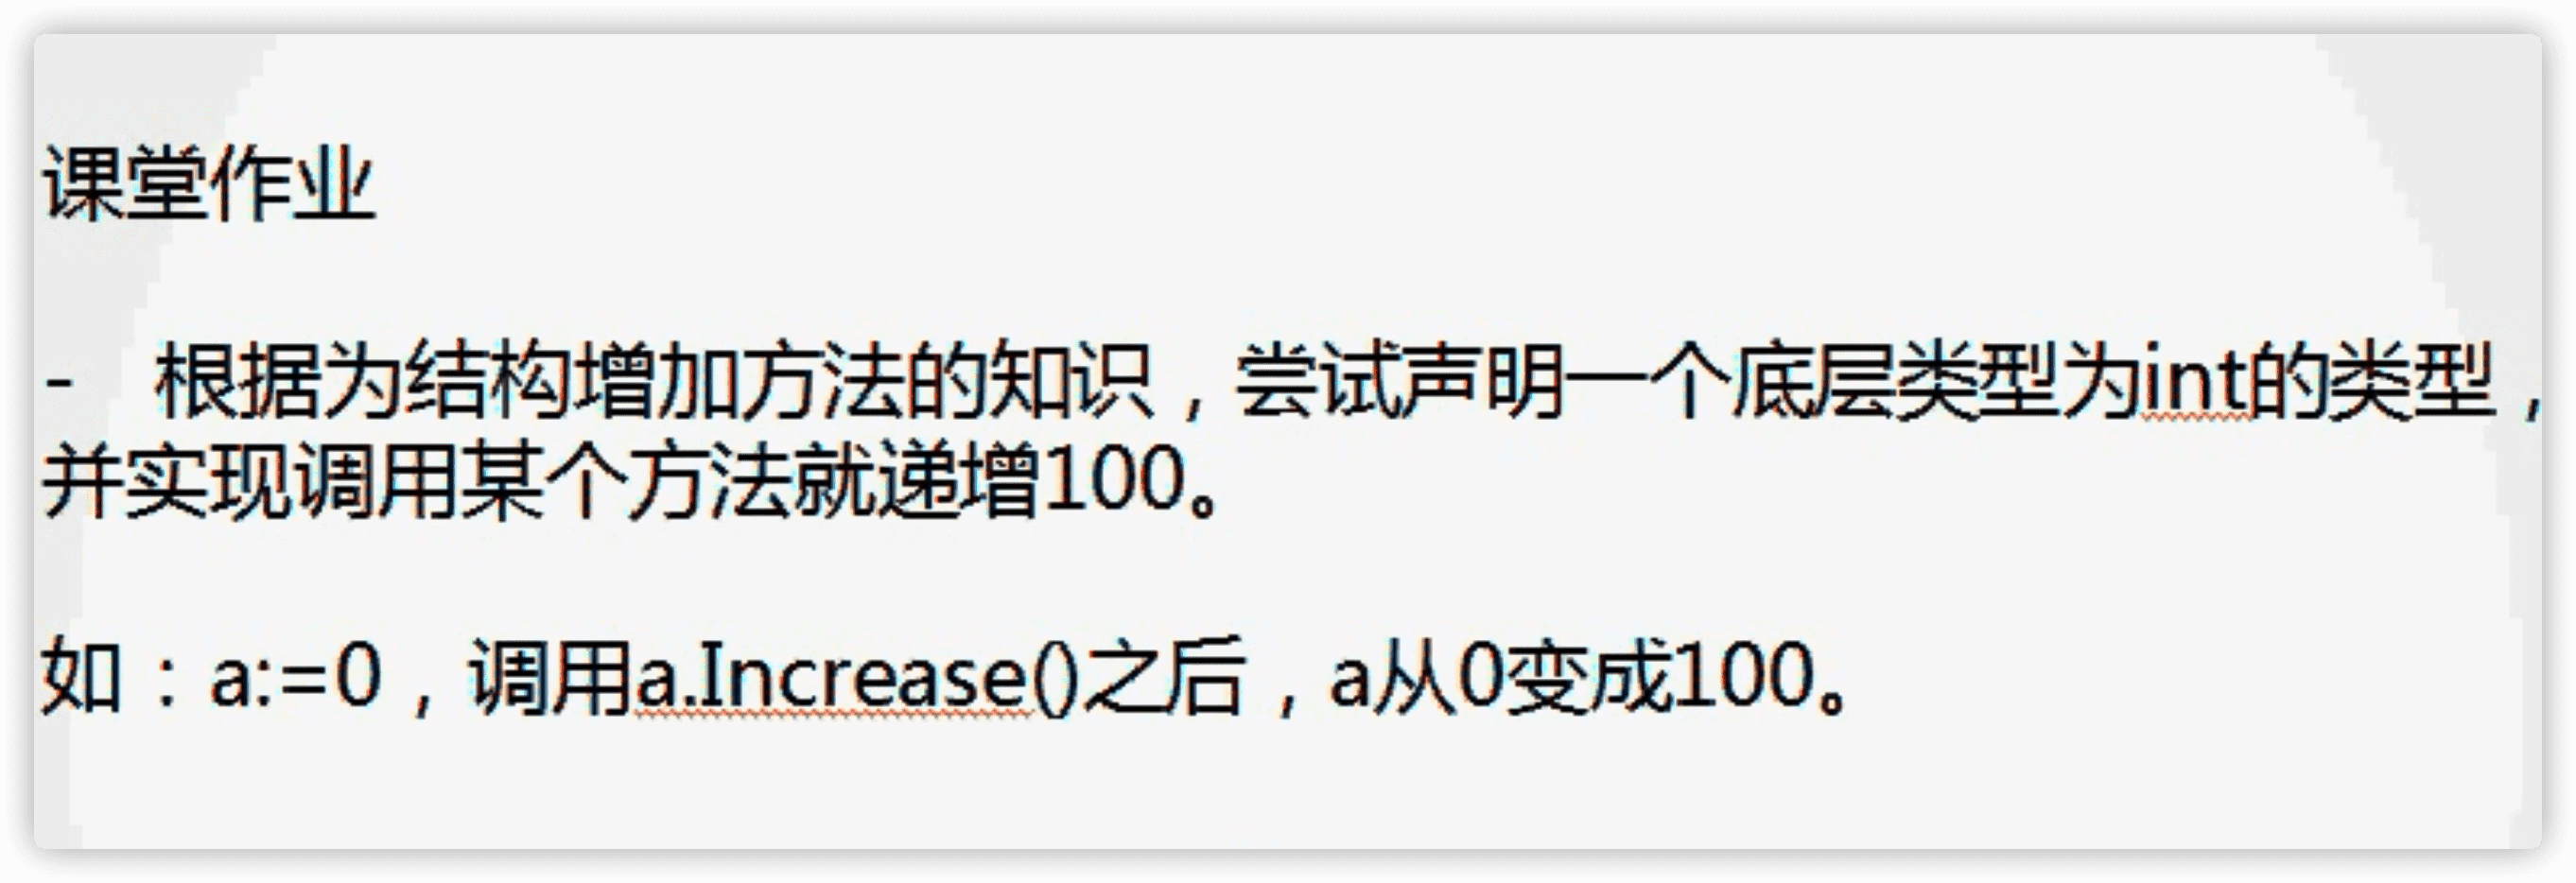 课堂作业
- 根据为结构增加方法的知识，尝试声明一个底层类型为int的类型，
并实现调用某个方法就递增100。
如：a:=0，调用a.Increase()之后，a从0变成100。